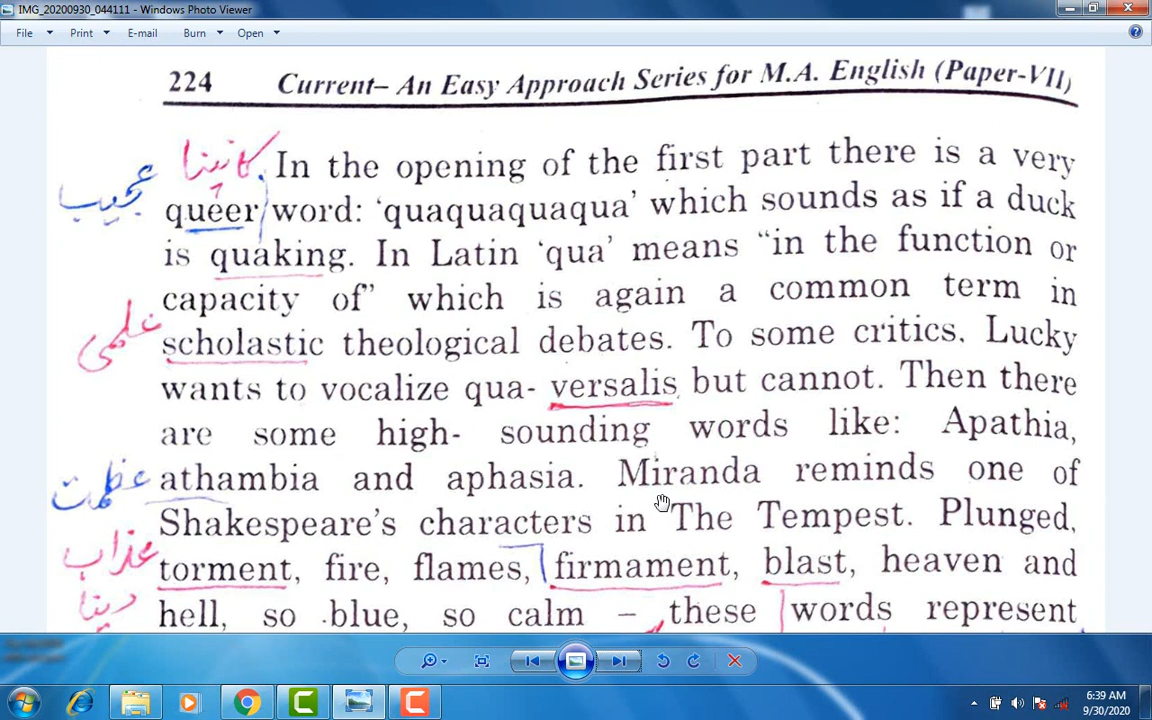 IMG_20200930_044111 - Windows Photo Viewer
File Print E-mail Burn Open
224 Current– An Easy Approach Series for M.A. English (Paper-VII)
کانپنا
In the opening of the first part there is a very
عجیب
queer word: ‘quaquaquaqua’ which sounds as if a duck
is quaking. In Latin ‘qua’ means “in the function or
capacity of” which is again a common term in
علمی
scholastic theological debates. To some critics. Lucky
wants to vocalize qua- versalis but cannot. Then there
are some high- sounding words like: Apathia,
عظمت
athambia and aphasia. Miranda reminds one of
Shakespeare’s characters in The Tempest. Plunged,
عذاب
torment, fire, flames, firmament, blast, heaven and
دینا
hell, so blue, so calm – these words represent
6:39 AM
9/30/2020